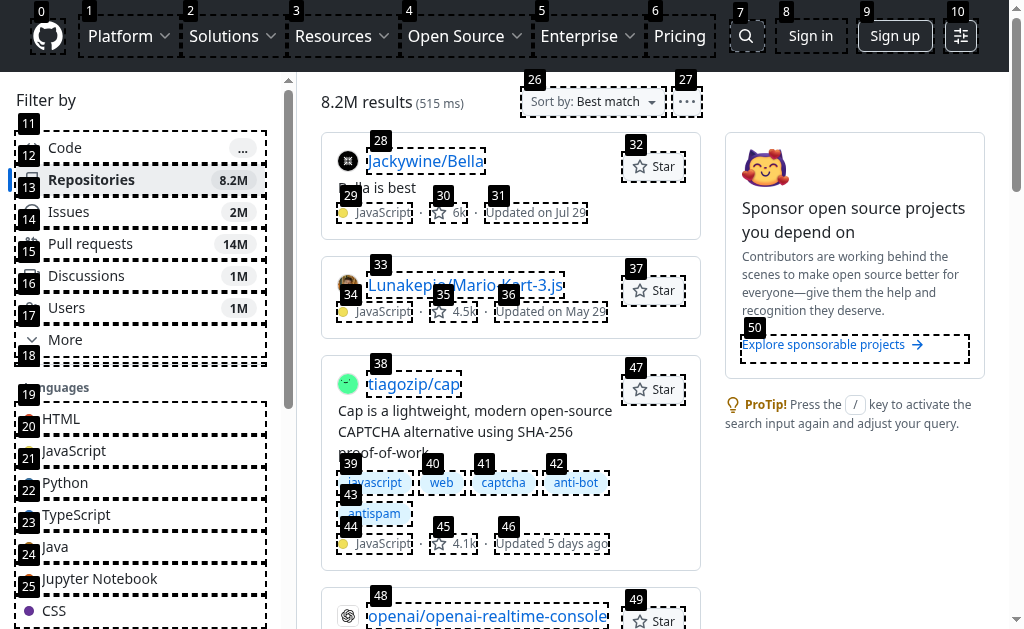 0 1 2 3 4 5 6 7 8 9 10
Platform Solutions Resources Open Source Enterprise Pricing Sign in Sign up
Filter by
11
12 Code ...
13 Repositories 8.2M
14 Issues 2M
15 Pull requests 14M
16 Discussions 1M
17 Users 1M
More
18
19 nguages
20 HTML
21 JavaScript
22 Python
23 TypeScript
24 Java
25 Jupyter Notebook
CSS
26 27
8.2M results (515 ms) Sort by: Best match
28 32
Jackywine/Bella Star
Bella is best
29 30 31
JavaScript · 6k · Updated on Jul 29
33 37
Lunakepio/Mario-Kart-3.js Star
34 35 36
JavaScript · 4.5k · Updated on May 29
38 47
tiagozip/cap Star
Cap is a lightweight, modern open-source
CAPTCHA alternative using SHA-256
proof-of-work
39 40 41 42
javascript web captcha anti-bot
43
antispam
44 45 46
JavaScript · 4.1k · Updated 5 days ago
48 49
openai/openai-realtime-console Star
Sponsor open source projects
you depend on
Contributors are working behind the
scenes to make open source better for
everyone—give them the help and
recognition they deserve.
50
Explore sponsorable projects
ProTip! Press the / key to activate the
search input again and adjust your query.